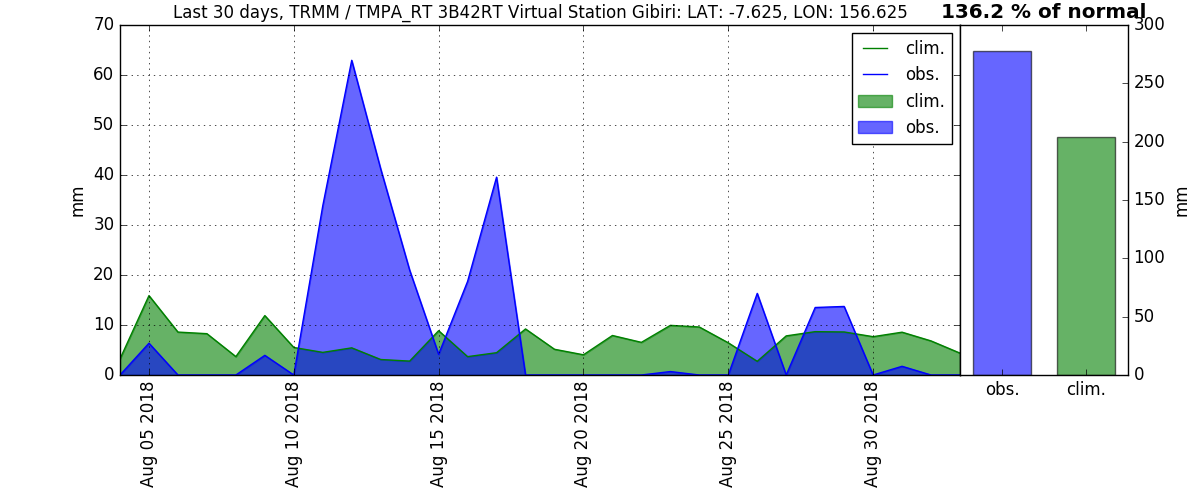 Last 30 days, TRMM / TMPA_RT 3B42RT Virtual Station Gibiri: LAT: -7.625, LON: 156.625
136.2 % of normal
70
60
50
40
30
20
10
0
mm
clim.
obs.
clim.
obs.
Aug 05 2018
Aug 10 2018
Aug 15 2018
Aug 20 2018
Aug 25 2018
Aug 30 2018
300
250
200
150
100
50
0
mm
obs.
clim.